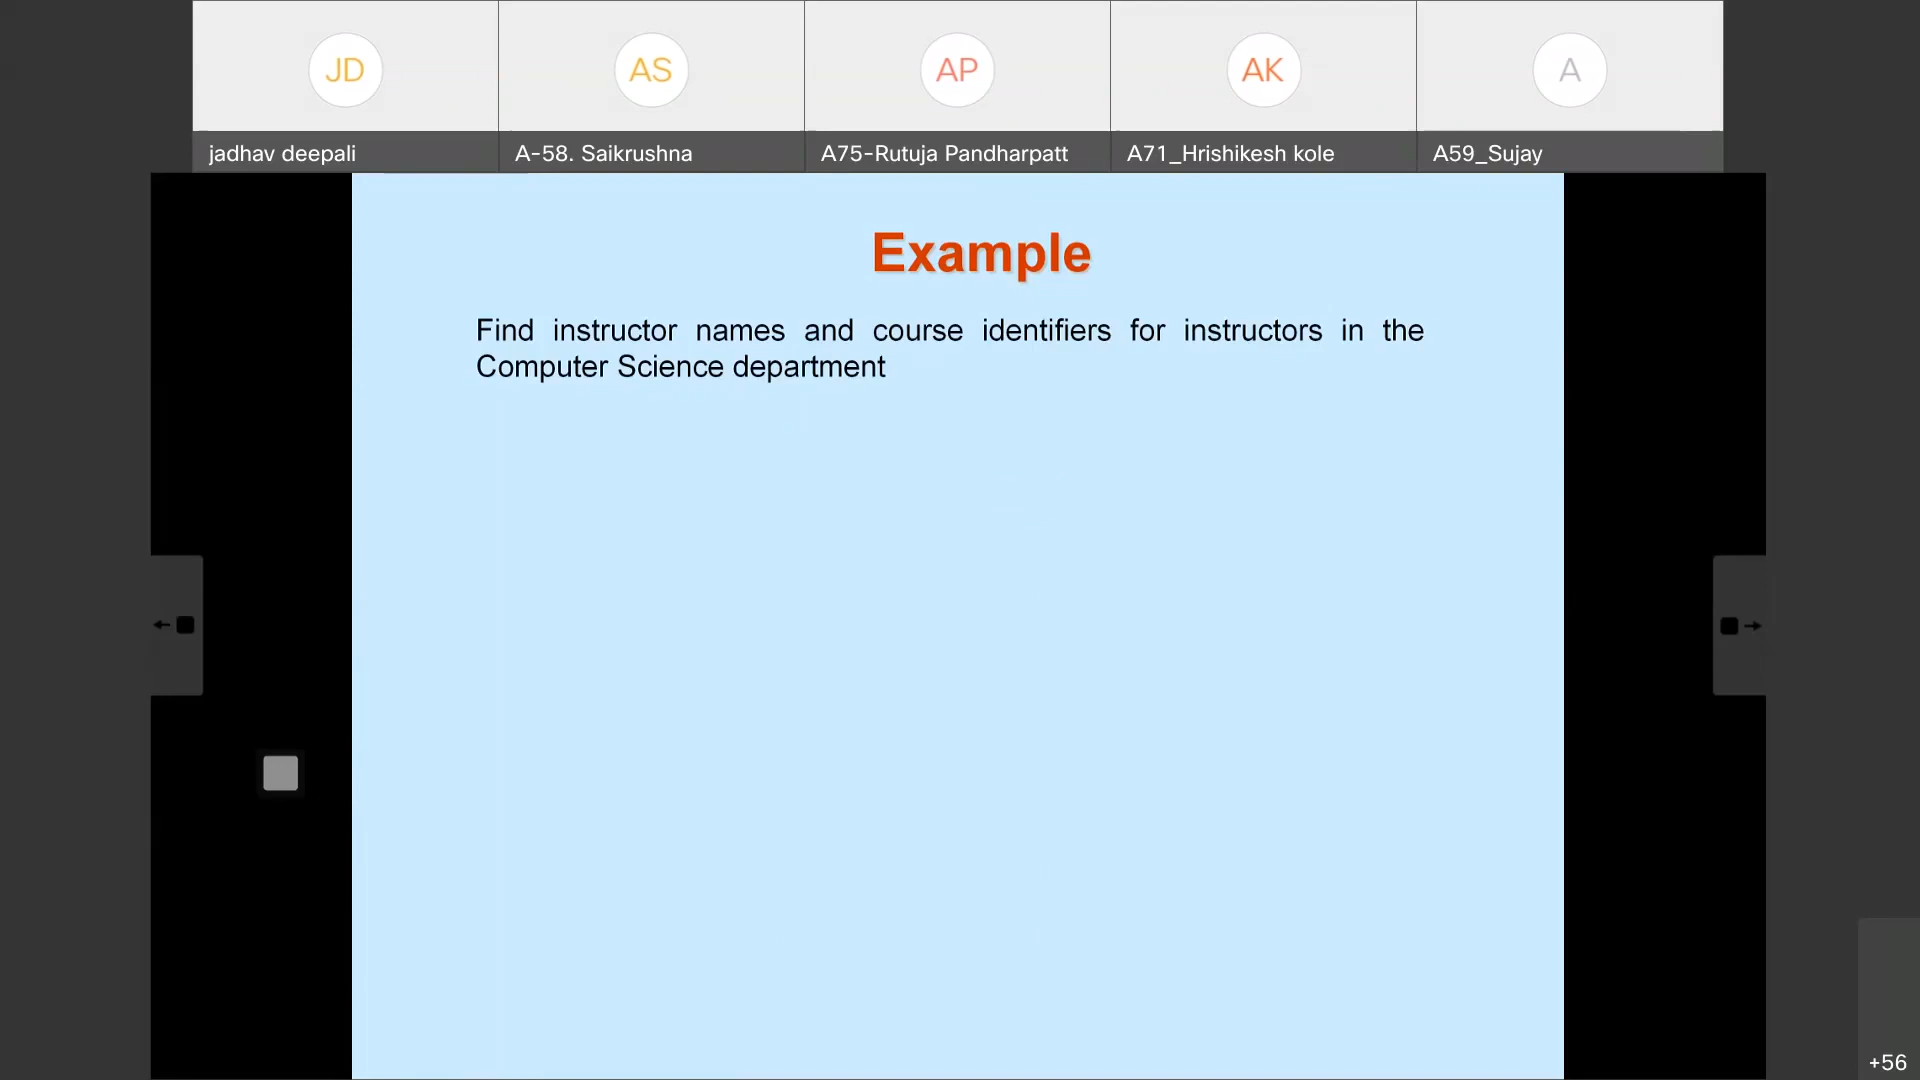 JD
AS
AP
AK
A
jadhav deepali
A-58. Saikrushna
A75-Rutuja Pandharpatt
A71_Hrishikesh kole
A59_Sujay
Example
Find instructor names and course identifiers for instructors in the
Computer Science department
+56